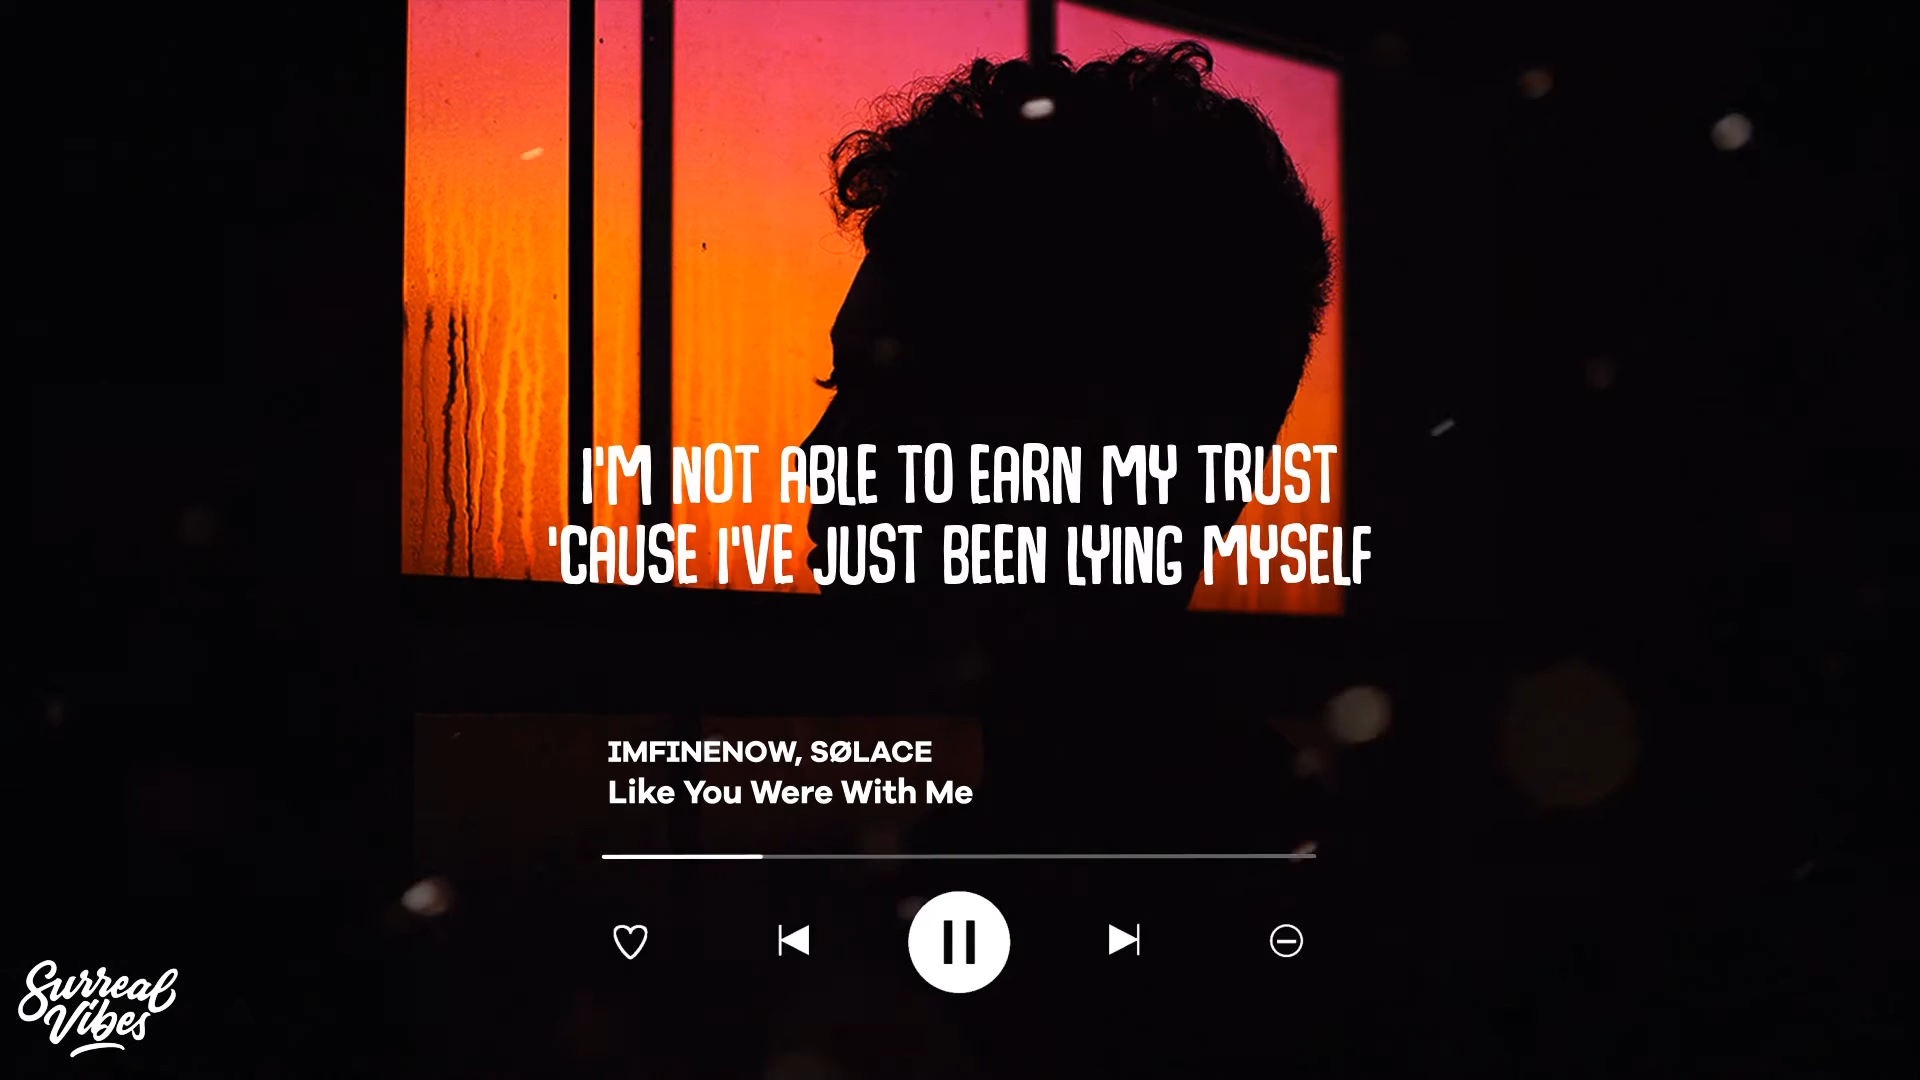 I'M NOT ABLE TO EARN MY TRUST
'CAUSE I'VE JUST BEEN LYING MYSELF
IMFINENOW, SØLACE
Like You Were With Me
Surreal
Vibes